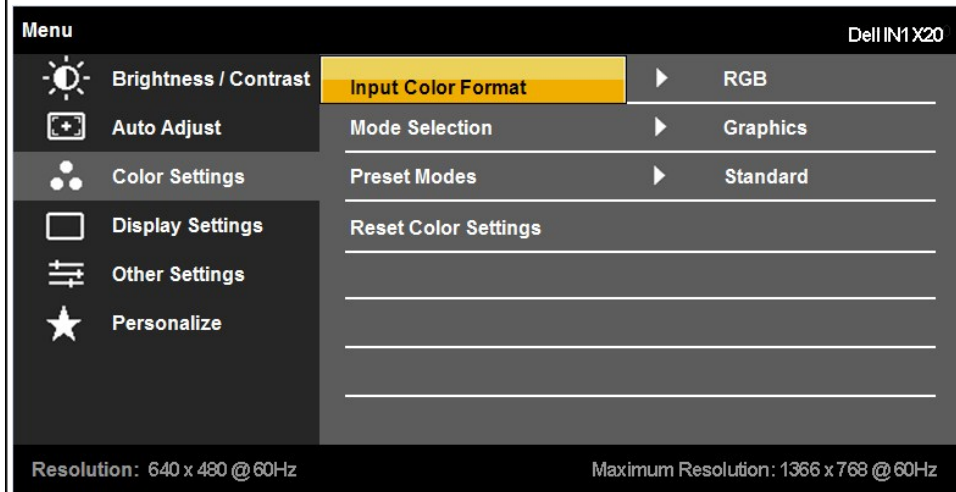 Menu
Dell IN1X20
Brightness / Contrast
Auto Adjust
Color Settings
Display Settings
Other Settings
Personalize
Input Color Format
RGB
Mode Selection
Graphics
Preset Modes
Standard
Reset Color Settings
Resolution: 640 x 480 @ 60Hz
Maximum Resolution: 1366 x 768 @ 60Hz